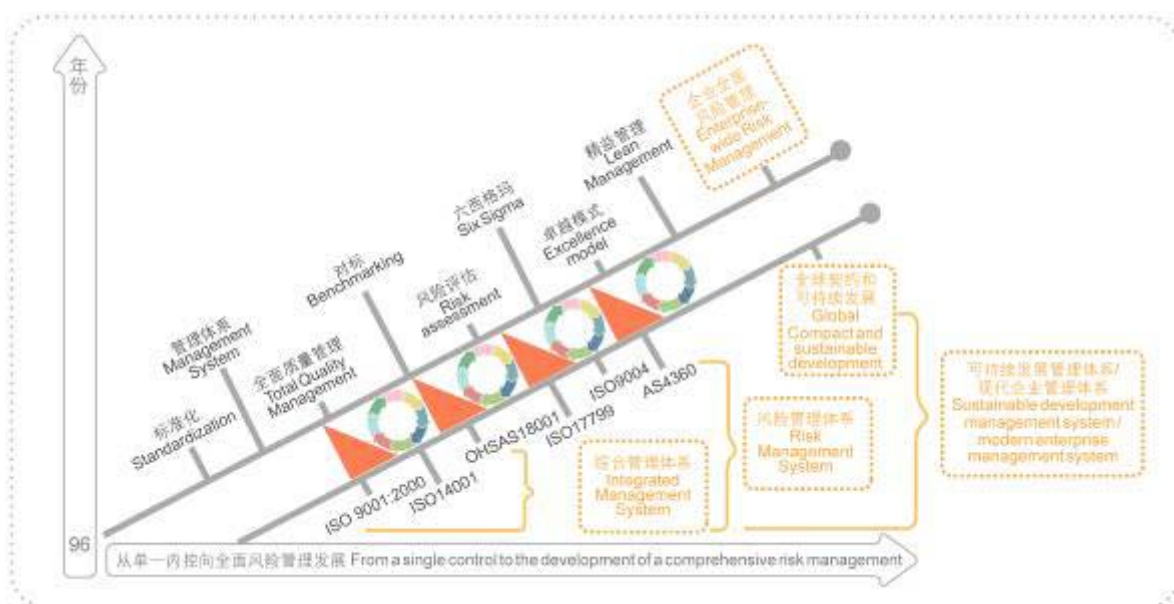 年
份
企业全面
风险管理
Enterprise-
wide Risk
Management
精益管理
Lean
Management
六西格玛
Six Sigma
卓越模式
Excellence
model
对标
Benchmarking
风险评估
Risk
assessment
管理体系
Management
System
全面质量管理
Total Quality
Management
标准化
Standardization
ISO 9001:2000
ISO14001
OHSAS18001
ISO17799
ISO9004
AS4360
全球契约和
可持续发展
Global
Compact and
sustainable
development
综合管理体系
Integrated
Management
System
风险管理体系
Risk
Management
System
可持续发展管理体系/
现代企业管理体系
Sustainable development
management system /
modern enterprise
management system
96
从单一内控向全面风险管理发展 From a single control to the development of a comprehensive risk management